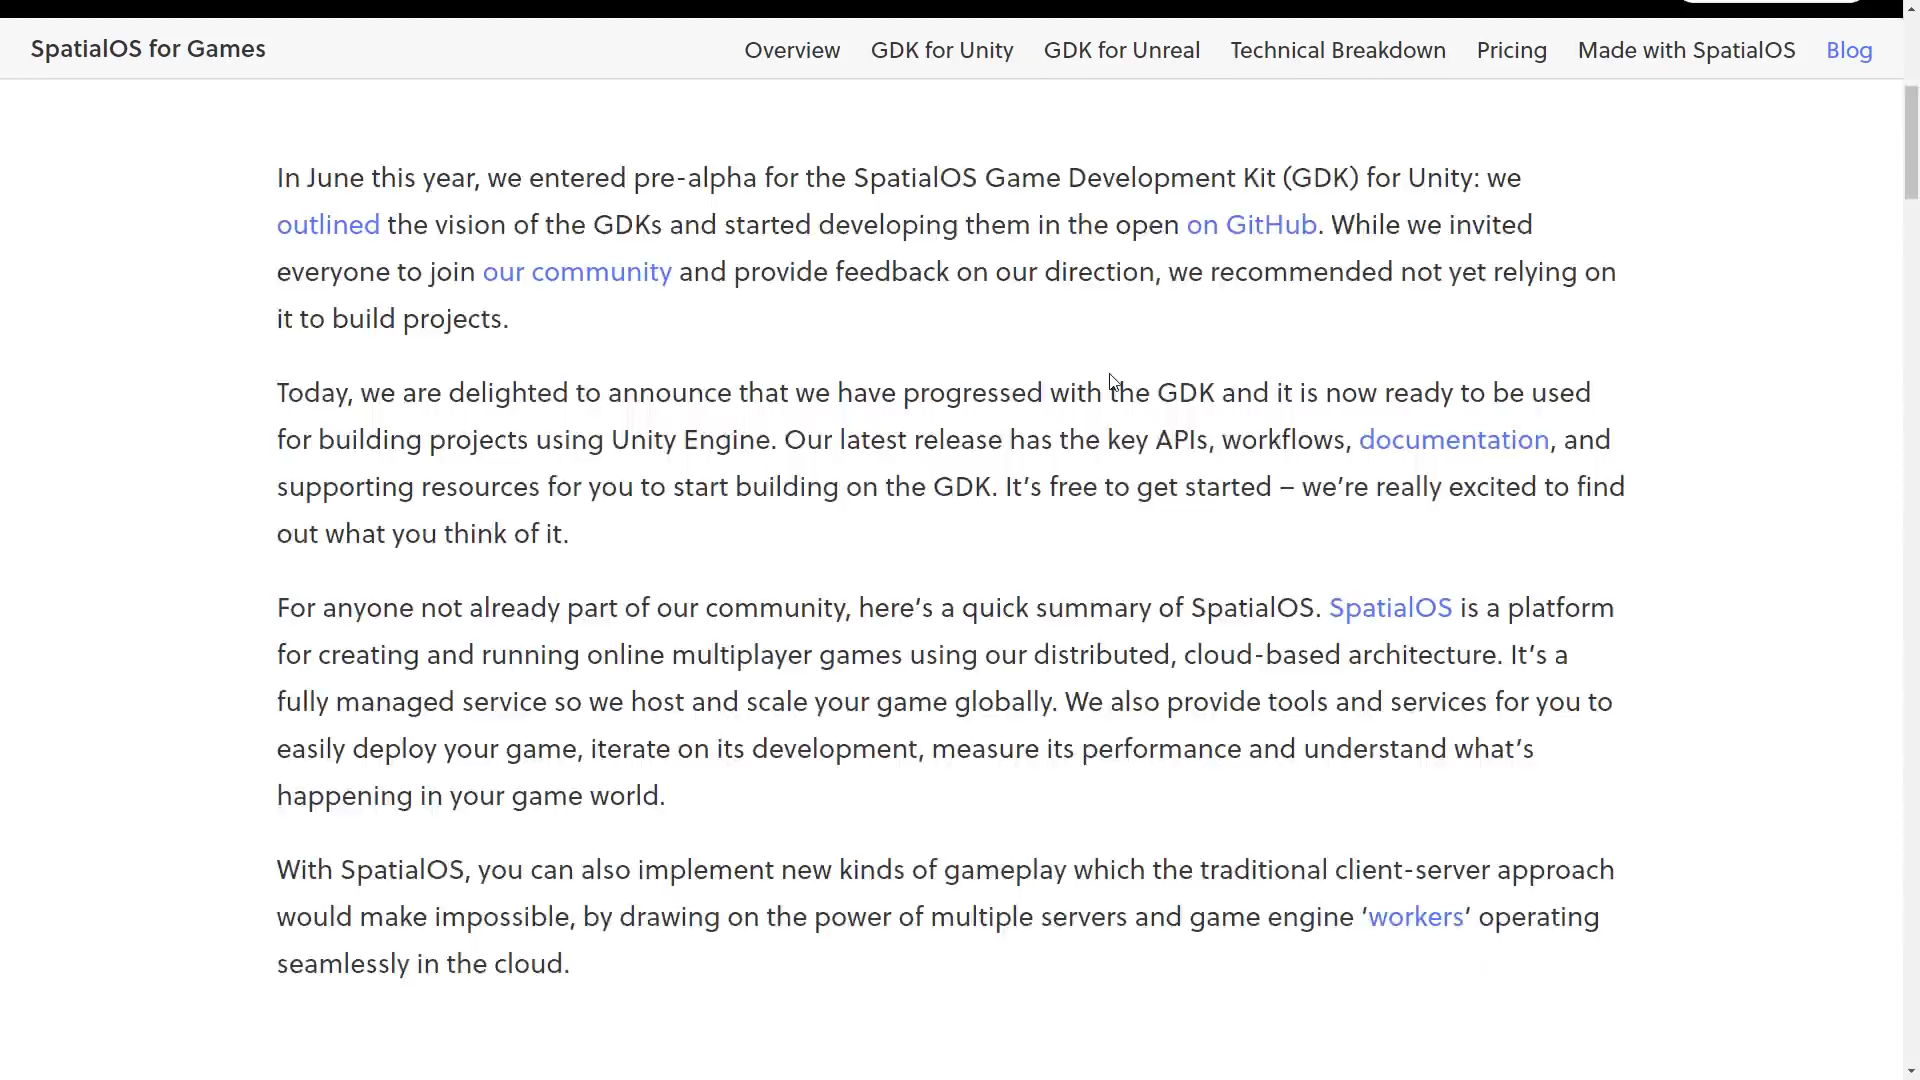 SpatialOS for Games
Overview
GDK for Unity
GDK for Unreal
Technical Breakdown
Pricing
Made with SpatialOS
Blog
In June this year, we entered pre-alpha for the SpatialOS Game Development Kit (GDK) for Unity: we
outlined the vision of the GDKs and started developing them in the open on GitHub. While we invited
everyone to join our community and provide feedback on our direction, we recommended not yet relying on
it to build projects.
Today, we are delighted to announce that we have progressed with the GDK and it is now ready to be used
for building projects using Unity Engine. Our latest release has the key APIs, workflows, documentation, and
supporting resources for you to start building on the GDK. It’s free to get started – we’re really excited to find
out what you think of it.
For anyone not already part of our community, here’s a quick summary of SpatialOS. SpatialOS is a platform
for creating and running online multiplayer games using our distributed, cloud-based architecture. It’s a
fully managed service so we host and scale your game globally. We also provide tools and services for you to
easily deploy your game, iterate on its development, measure its performance and understand what’s
happening in your game world.
With SpatialOS, you can also implement new kinds of gameplay which the traditional client-server approach
would make impossible, by drawing on the power of multiple servers and game engine ‘workers’ operating
seamlessly in the cloud.